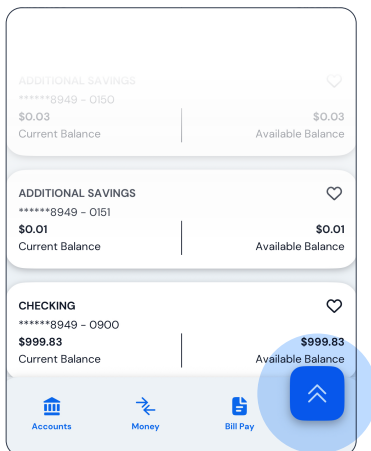 ADDITIONAL SAVINGS
******8949 - 0150
$0.03 $0.03
Current Balance Available Balance
ADDITIONAL SAVINGS
******8949 - 0151
$0.01 $0.01
Current Balance Available Balance
CHECKING
******8949 - 0900
$999.83 $999.83
Current Balance Available Balance
Accounts Money Bill Pay